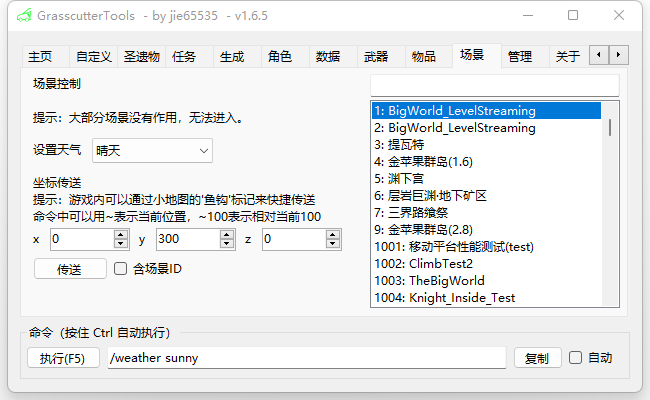 GrasscutterTools - by jie65535 - v1.6.5
主页 自定义 圣遗物 任务 生成 角色 数据 武器 物品 场景 管理 关于
场景控制
提示：大部分场景没有作用，无法进入。
设置天气 晴天
坐标传送
提示：游戏内可以通过小地图的'鱼钩'标记来快捷传送
命令中可以用~表示当前位置，~100表示相对当前100
x 0 y 300 z 0
传送 含场景ID
1: BigWorld_LevelStreaming
2: BigWorld_LevelStreaming
3: 提瓦特
4: 金苹果群岛(1.6)
5: 渊下宫
6: 层岩巨渊·地下矿区
7: 三界路飨祭
9: 金苹果群岛(2.8)
1001: 移动平台性能测试(test)
1002: ClimbTest2
1003: TheBigWorld
1004: Knight_Inside_Test
命令（按住 Ctrl 自动执行）
执行(F5) /weather sunny 复制 自动